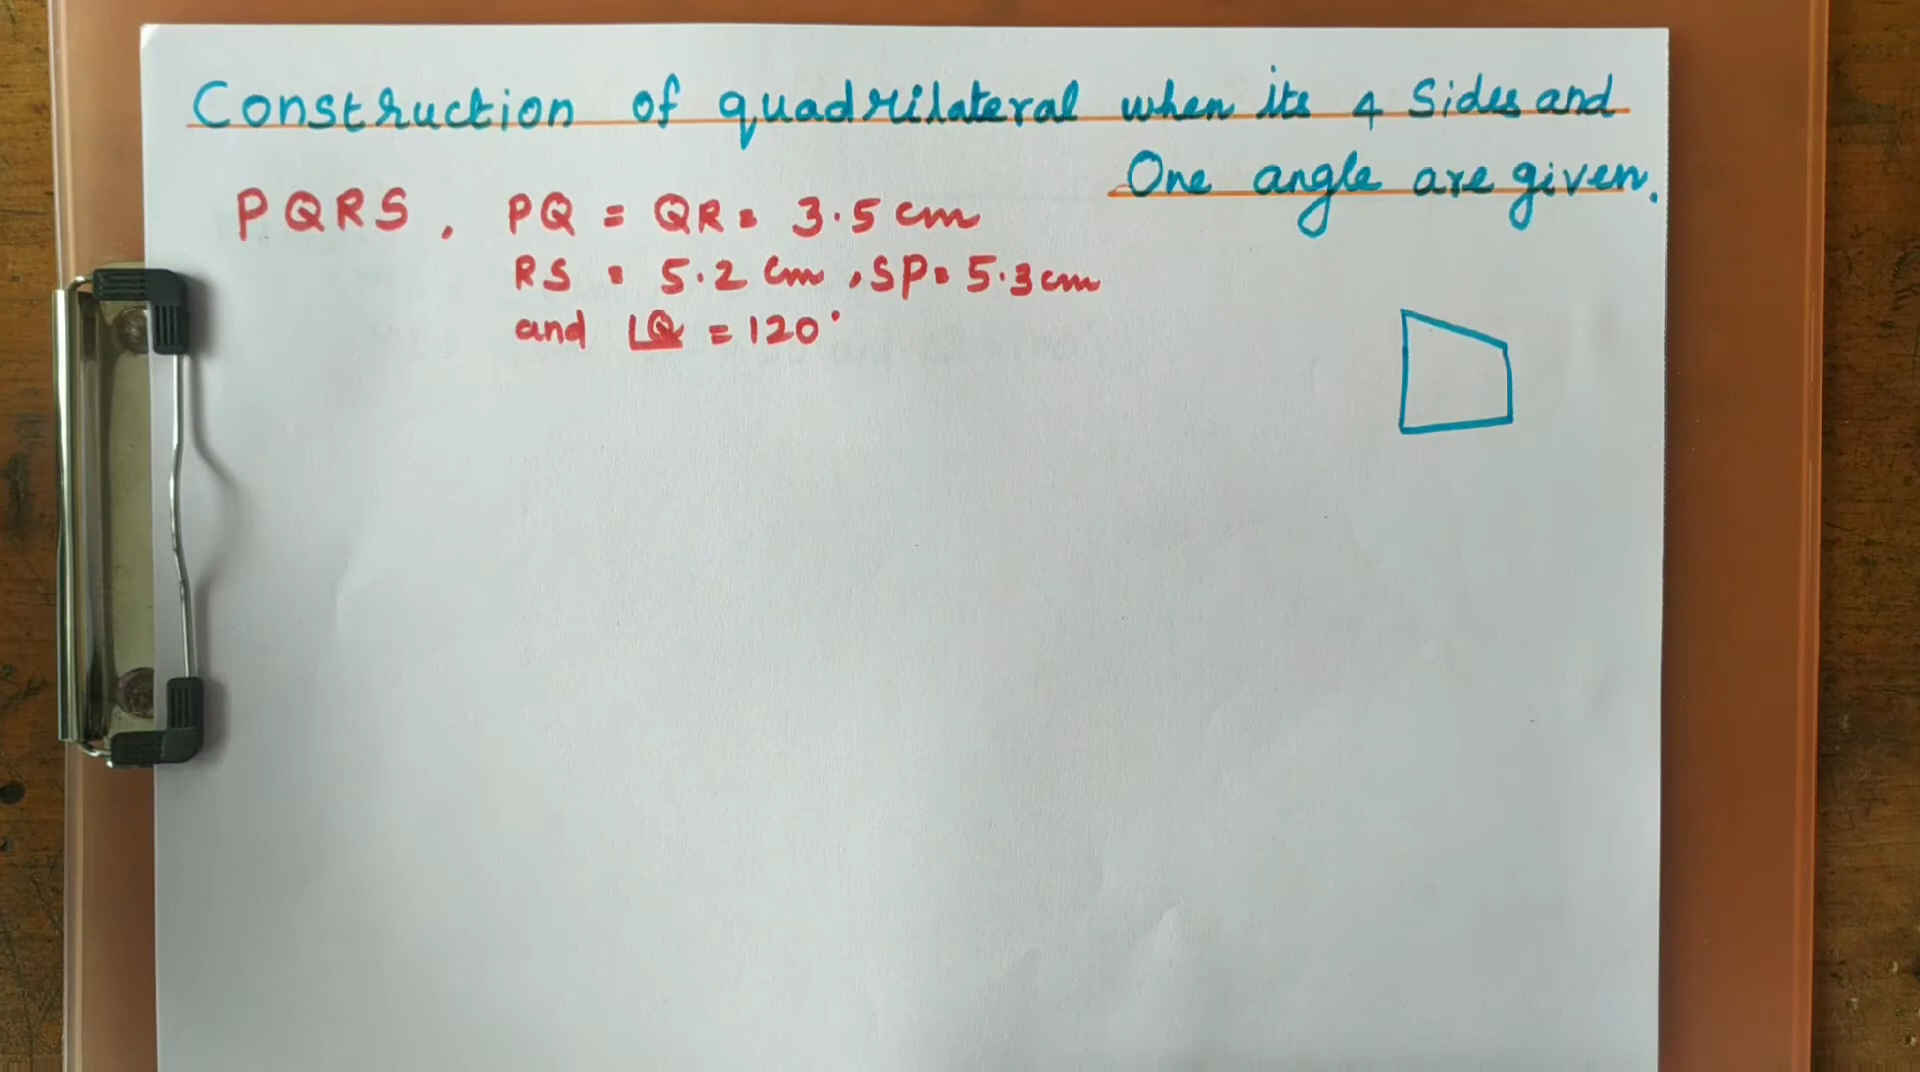 Construction of quadrilateral when its 4 Sides and
One angle are given.
PQRS, PQ = QR = 3.5 cm
RS = 5.2 cm, SP = 5.3 cm
and ∠Q = 120°